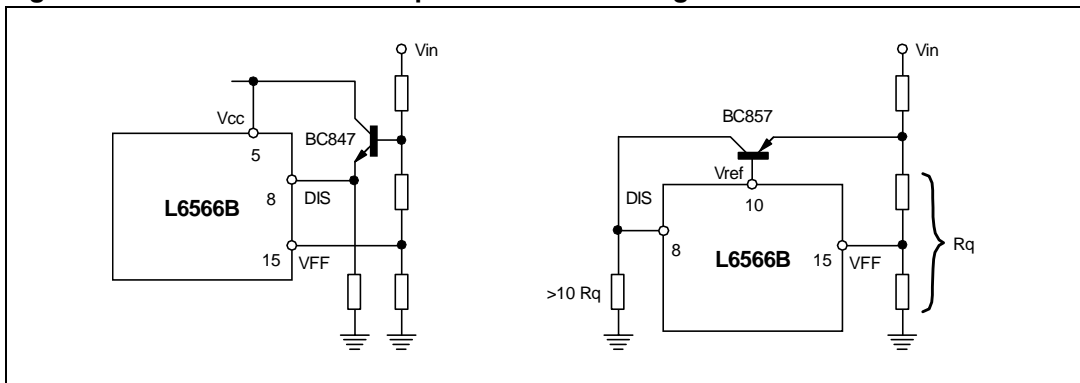 Vin
Vcc
5
BC847
8
DIS
L6566B
15
VFF
Vin
BC857
Vref
10
DIS
8
L6566B
15
VFF
Rq
>10 Rq